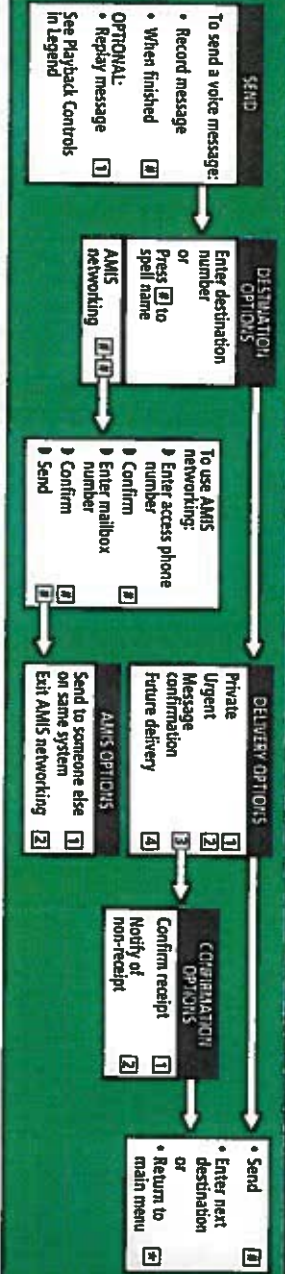 SEND
To send a voice message:
• Record message
• When finished #
OPTIONAL:
• Replay message 1
See Playback Controls
in Legend
DESTINATION
OPTIONS
Enter destination
number
or
Press # to
spell name
AMIS
networking # #
To use AMIS
networking:
Enter access phone
number
Confirm #
Enter mailbox
number
Confirm #
Send #
DELIVERY OPTIONS
Private 1
Urgent 2
Message
confirmation 3
Future delivery 4
AMIS OPTIONS
Send to someone else
on same system 1
Exit AMIS networking 2
CONFIRMATION
OPTIONS
Confirm receipt 1
Notify of
non-receipt 2
• Send #
• Enter next
destination
or
• Return to
main menu *